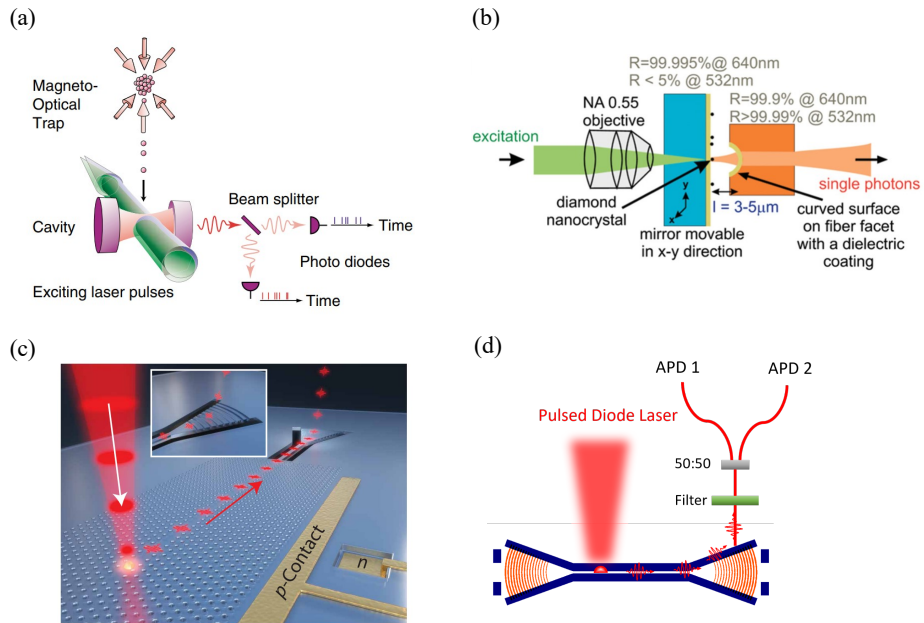 (a)
Magneto-
Optical
Trap
Cavity
Beam splitter
Time
Photo diodes
Exciting laser pulses
Time
(b)
R=99.995%@ 640nm
R < 5% @ 532nm
NA 0.55
objective
R=99.9% @ 640nm
R>99.99% @ 532nm
excitation
y
x
single photons
diamond
nanocrystal
l = 3-5μm
mirror movable
in x-y direction
curved surface
on fiber facet
with a dielectric
coating
(c)
p-Contact
n
(d)
APD 1
APD 2
Pulsed Diode Laser
50:50
Filter